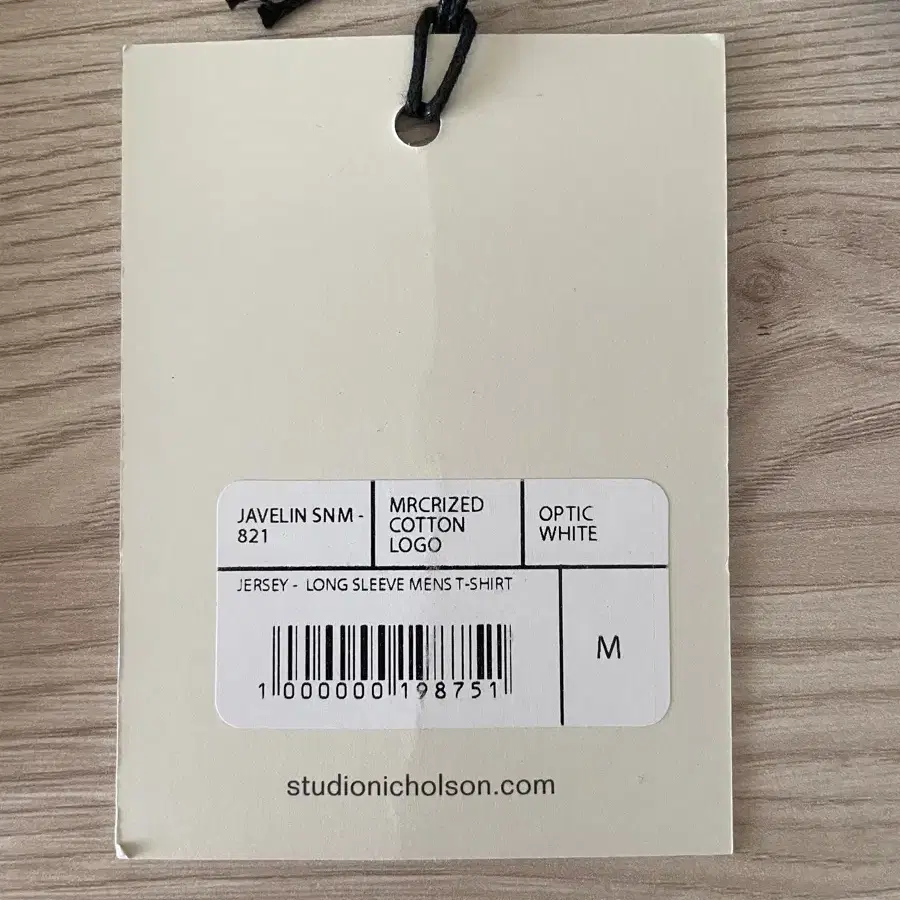 JAVELIN SNM -
821
MRCRIZED
COTTON
LOGO
OPTIC
WHITE
JERSEY - LONG SLEEVE MENS T-SHIRT
M
1 000000 198751
studionicholson.com